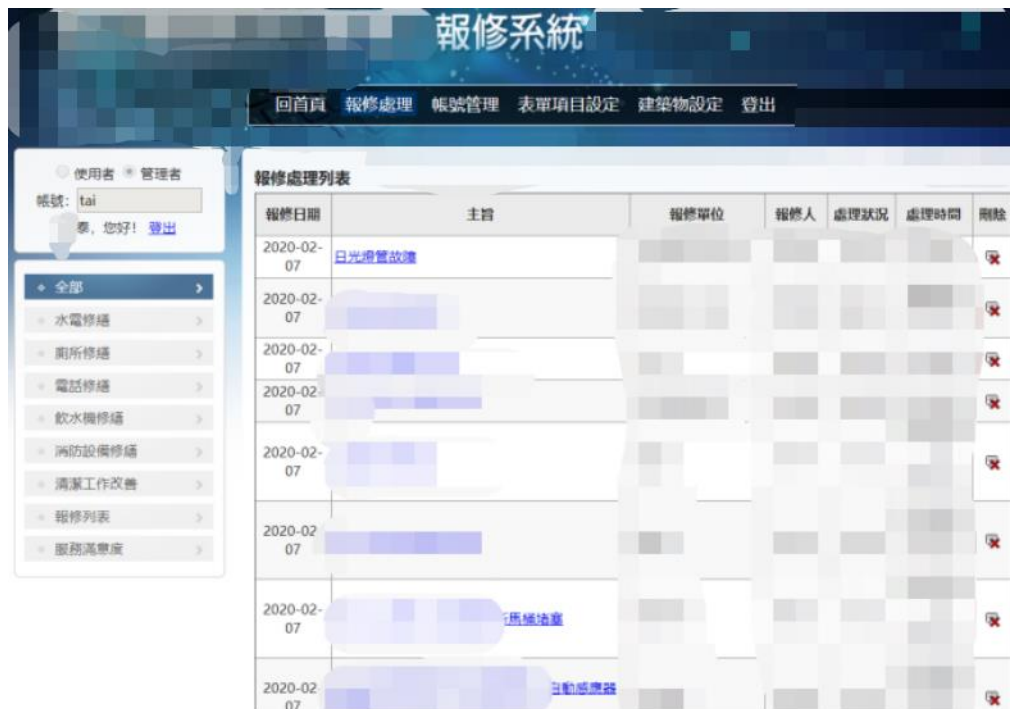 報修系統
回首頁 報修處理 帳號管理 表單項目設定 建築物設定 登出
使用者 管理者
帳號: tai
泰, 您好! 登出
全部
水電修繕
廁所修繕
電話修繕
飲水機修繕
消防設備修繕
清潔工作改善
報修列表
服務滿意度
報修處理列表
報修日期 主旨 報修單位 報修人 處理狀況 處理時間 刪除
2020-02-
07
日光燈管故障
2020-02-
07
2020-02-
07
2020-02-
07
2020-02-
07
2020-02
07
2020-02-
07
馬桶堵塞
2020-02
07
自動感應器